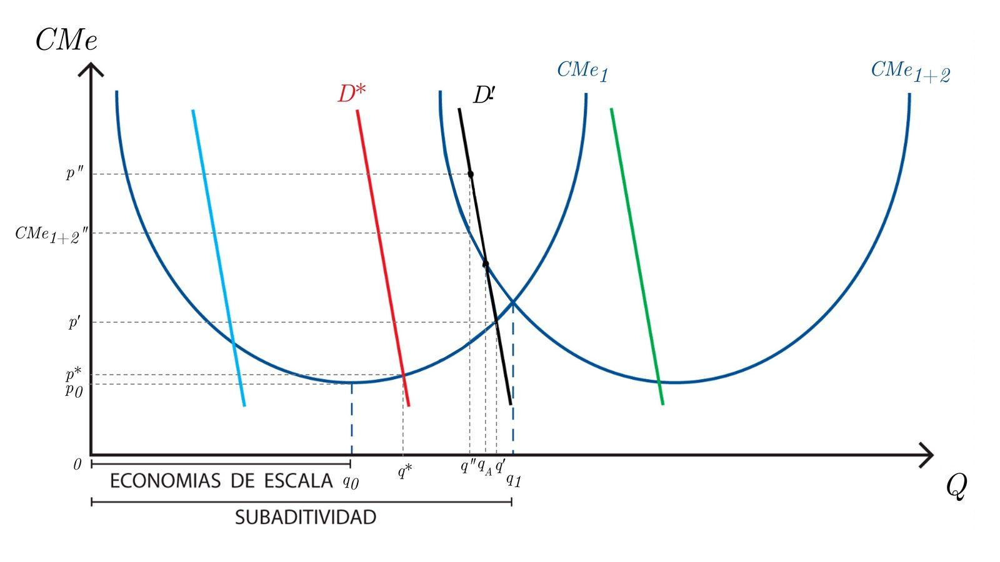 CMe
CMe1
CMe1+2
D*
D'
p"
CMe1+2"
p'
p*
p0
0
q* q" qA q'
ECONOMIAS DE ESCALA q0 q1
SUBADITIVIDAD
Q